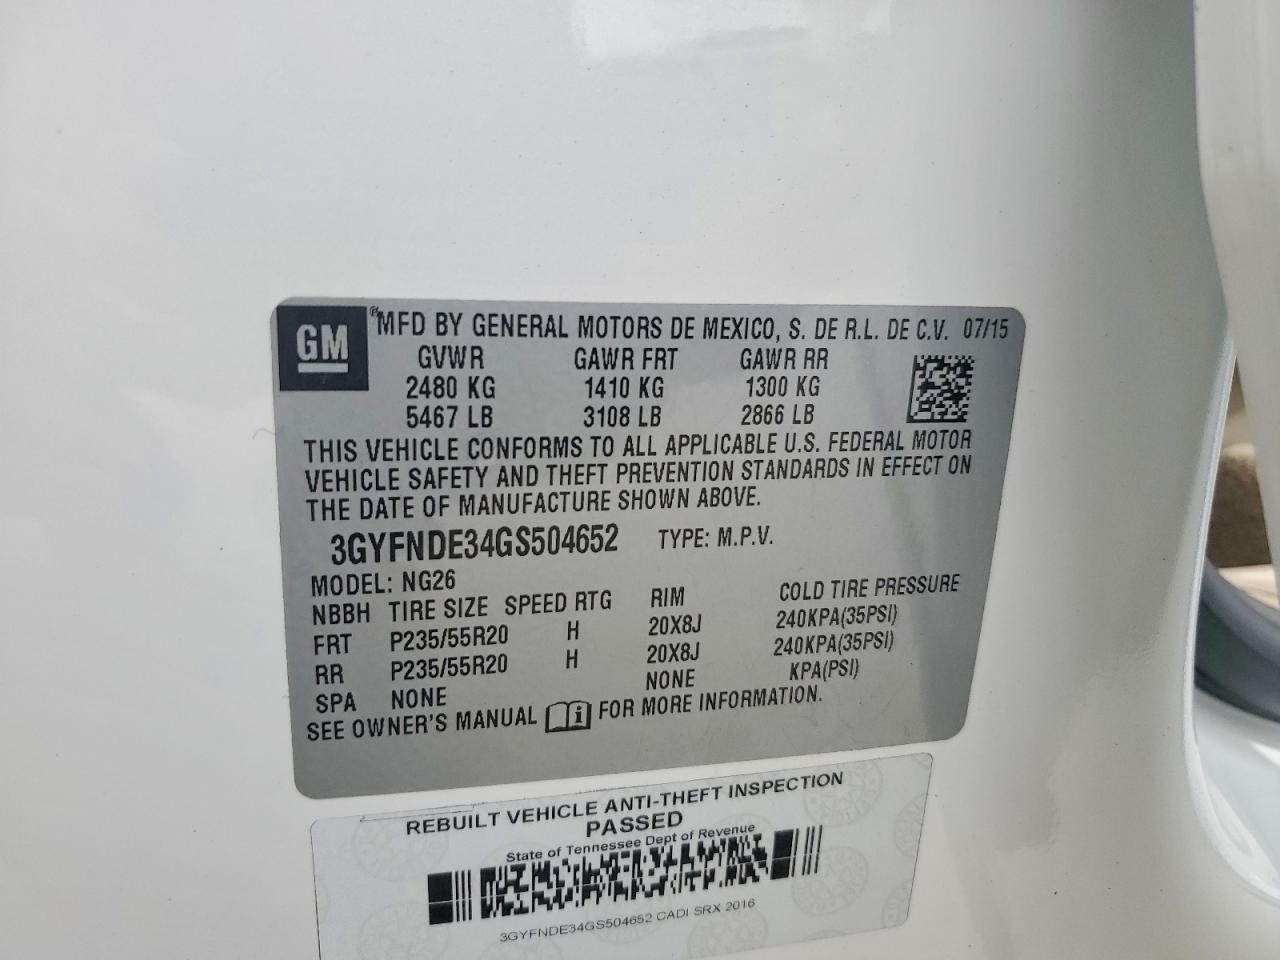 GM
® MFD BY GENERAL MOTORS DE MEXICO, S. DE R.L. DE C.V. 07/15
GVWR GAWR FRT GAWR RR
2480 KG 1410 KG 1300 KG
5467 LB 3108 LB 2866 LB
THIS VEHICLE CONFORMS TO ALL APPLICABLE U.S. FEDERAL MOTOR
VEHICLE SAFETY AND THEFT PREVENTION STANDARDS IN EFFECT ON
THE DATE OF MANUFACTURE SHOWN ABOVE.
3GYFNDE34GS504652 TYPE: M.P.V.
MODEL: NG26
NBBH TIRE SIZE SPEED RTG RIM COLD TIRE PRESSURE
FRT P235/55R20 H 20X8J 240KPA(35PSI)
RR P235/55R20 H 20X8J 240KPA(35PSI)
SPA NONE NONE KPA(PSI)
SEE OWNER'S MANUAL i FOR MORE INFORMATION.
REBUILT VEHICLE ANTI-THEFT INSPECTION
PASSED
State of Tennessee Dept of Revenue
3GYFNDE34GS504652 CADI SRX 2016